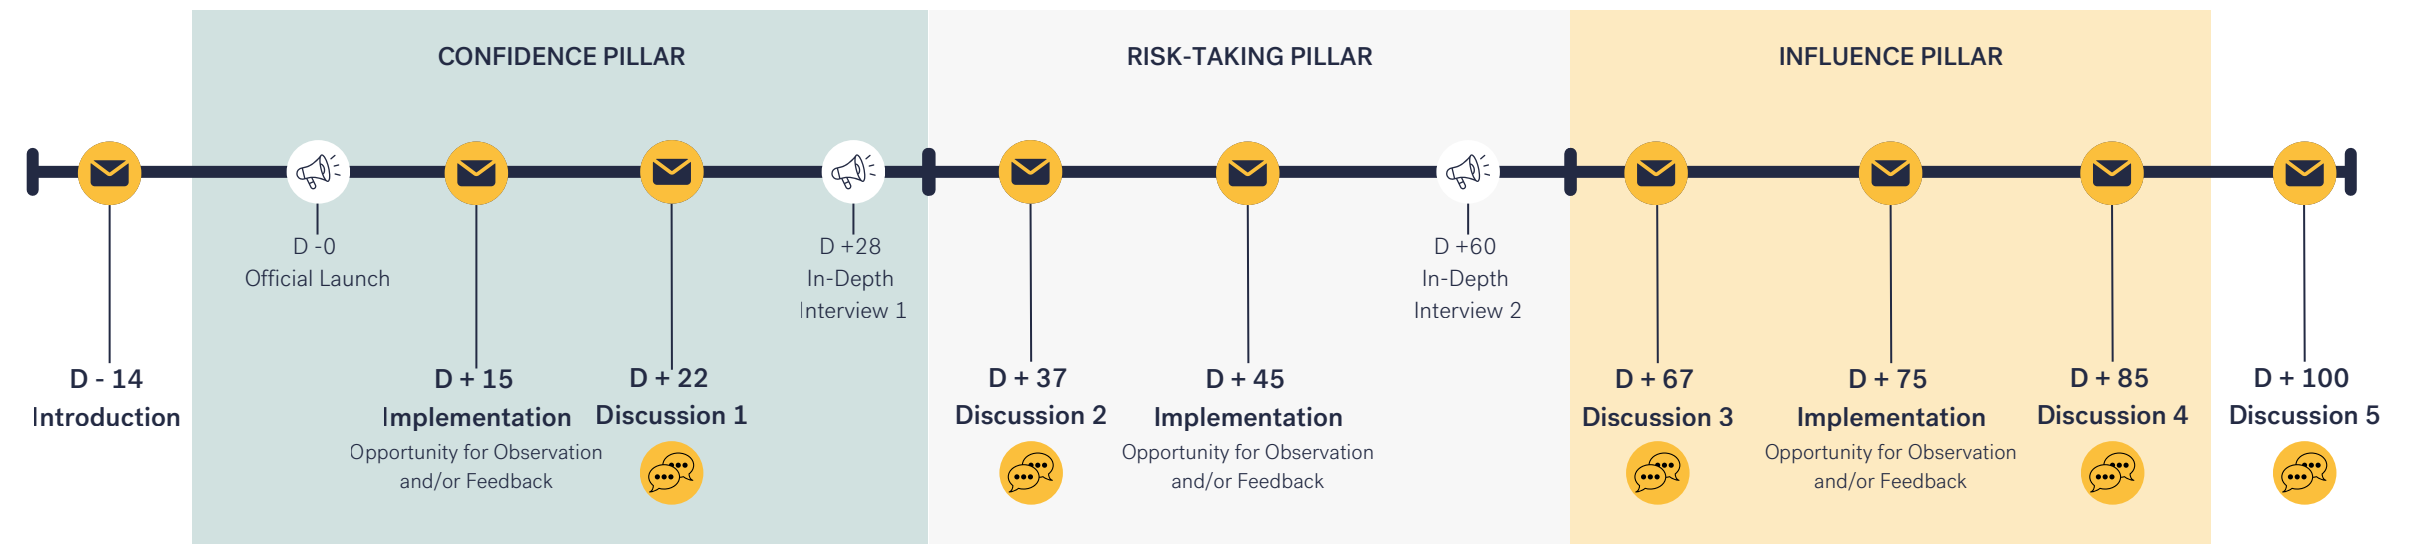 CONFIDENCE PILLAR
RISK-TAKING PILLAR
INFLUENCE PILLAR
D - 14
Introduction
D -0
Official Launch
D + 15
Implementation
Opportunity for Observation
and/or Feedback
D + 22
Discussion 1
D +28
In-Depth
Interview 1
D + 37
Discussion 2
D + 45
Implementation
Opportunity for Observation
and/or Feedback
D +60
In-Depth
Interview 2
D + 67
Discussion 3
D + 75
Implementation
Opportunity for Observation
and/or Feedback
D + 85
Discussion 4
D + 100
Discussion 5